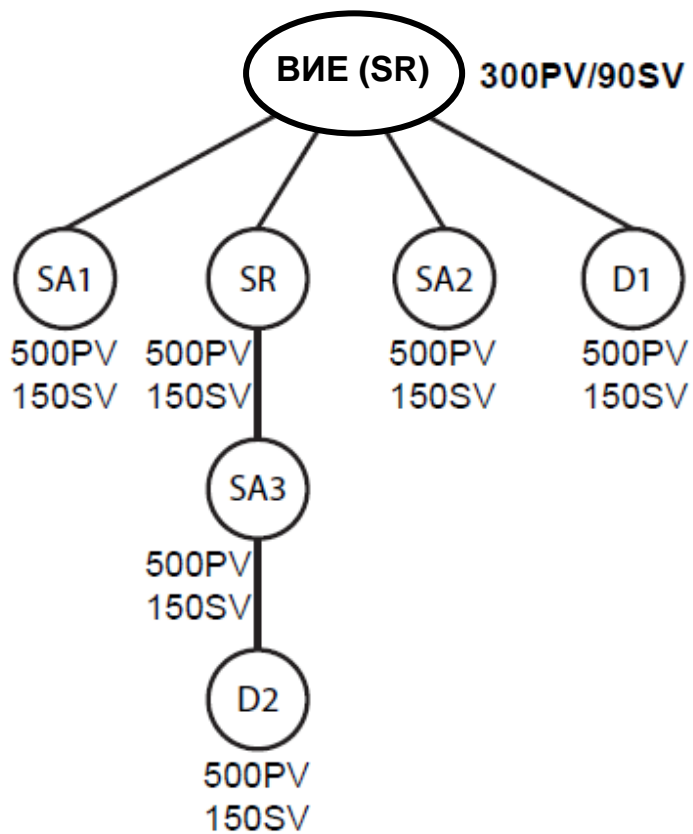 ВИЕ (SR)
300PV/90SV
SA1
SR
SA2
D1
500PV
150SV
500PV
150SV
500PV
150SV
500PV
150SV
SA3
500PV
150SV
D2
500PV
150SV